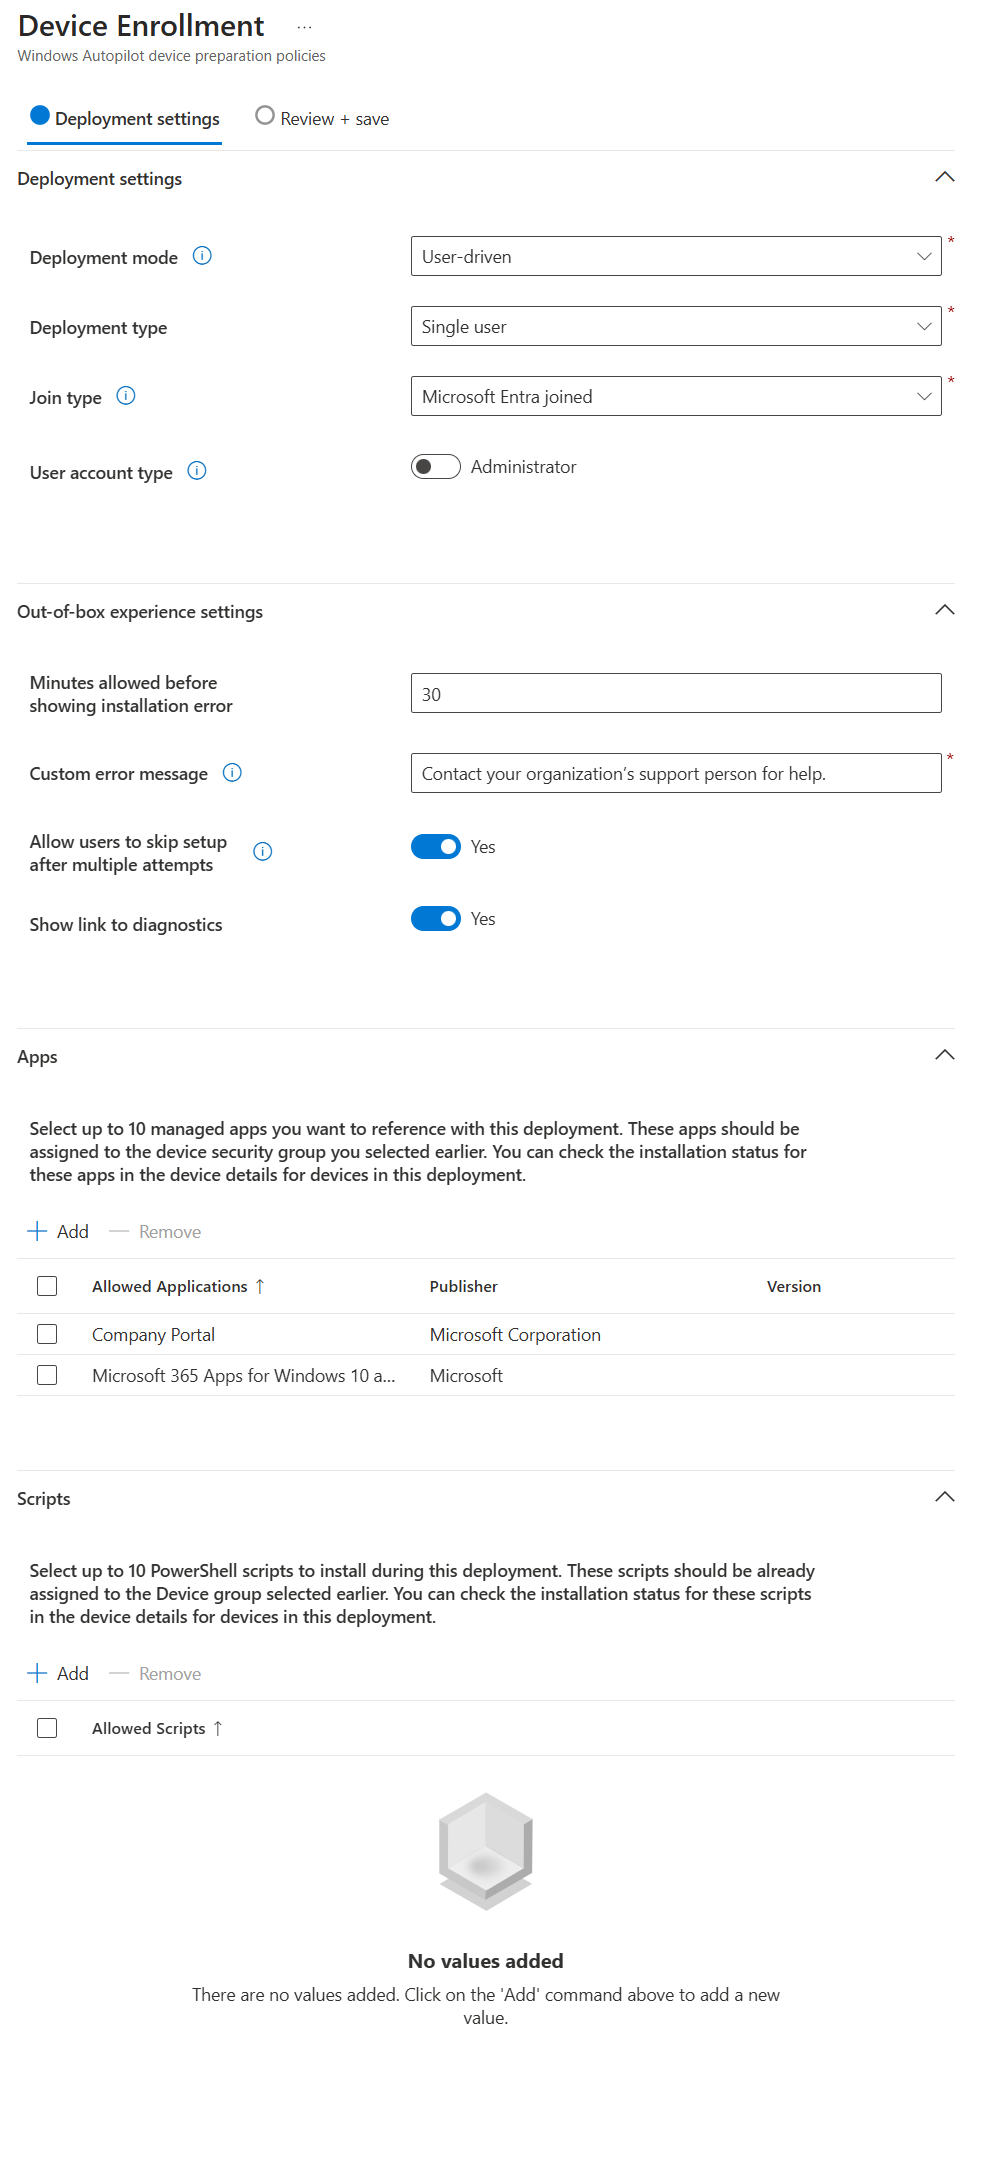 Device Enrollment ...
Windows Autopilot device preparation policies
Deployment settings
Review + save
Deployment settings
Deployment mode
User-driven
*
Deployment type
Single user
*
Join type
Microsoft Entra joined
*
User account type
Administrator
Out-of-box experience settings
Minutes allowed before
showing installation error
30
Custom error message
Contact your organization’s support person for help.
*
Allow users to skip setup
after multiple attempts
Yes
Show link to diagnostics
Yes
Apps
Select up to 10 managed apps you want to reference with this deployment. These apps should be
assigned to the device security group you selected earlier. You can check the installation status for
these apps in the device details for devices in this deployment.
Add
Remove
Allowed Applications ↑ Publisher Version
Company Portal Microsoft Corporation
Microsoft 365 Apps for Windows 10 a... Microsoft
Scripts
Select up to 10 PowerShell scripts to install during this deployment. These scripts should be already
assigned to the Device group selected earlier. You can check the installation status for these scripts
in the device details for devices in this deployment.
Add
Remove
Allowed Scripts ↑
No values added
There are no values added. Click on the 'Add' command above to add a new
value.